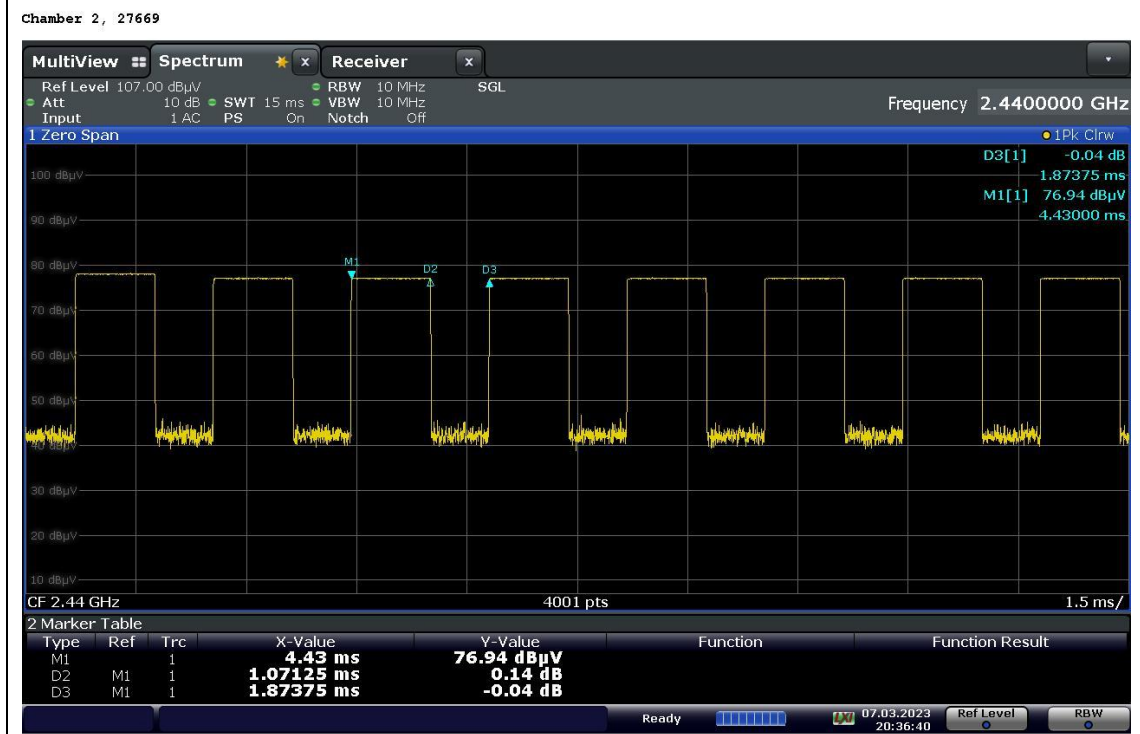 Chamber 2, 27669
MultiView Spectrum x Receiver x
Ref Level 107.00 dBµV RBW 10 MHz SGL
Att 10 dB SWT 15 ms VBW 10 MHz Frequency 2.4400000 GHz
Input 1 AC PS On Notch Off
1 Zero Span 1Pk Clrw
D3[1] -0.04 dB
100 dBµV 1.87375 ms
M1[1] 76.94 dBµV
90 dBµV 4.43000 ms
80 dBµV M1 D2 D3
70 dBµV
60 dBµV
50 dBµV
40 dBµV
30 dBµV
20 dBµV
10 dBµV
CF 2.44 GHz 4001 pts 1.5 ms/
2 Marker Table
Type Ref Trc X-Value Y-Value Function Function Result
M1 1 4.43 ms 76.94 dBµV
D2 M1 1 1.07125 ms 0.14 dB
D3 M1 1 1.87375 ms -0.04 dB
Ready 07.03.2023 Ref Level RBW
20:36:40